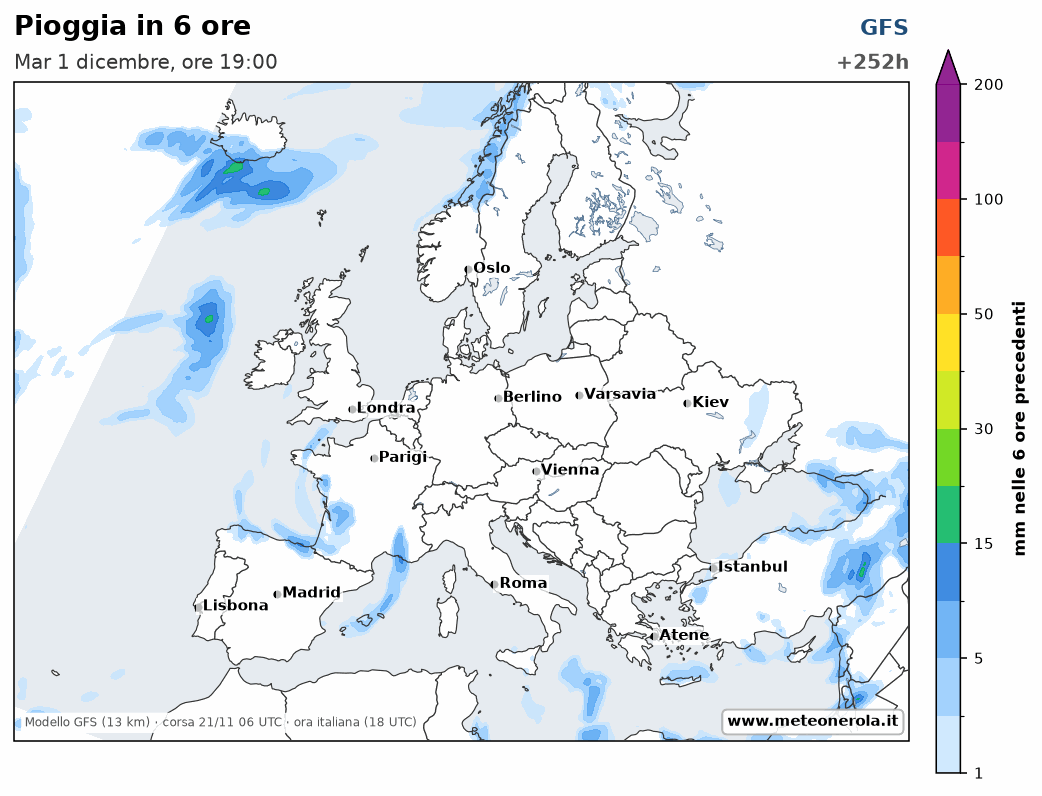 Pioggia in 6 ore
GFS
Mar 1 dicembre, ore 19:00
+252h
200
100
50
30
15
5
1
mm nelle 6 ore precedenti
Oslo
Londra
Berlino
Varsavia
Kiev
Parigi
Vienna
Istanbul
Roma
Madrid
Lisbona
Atene
Modello GFS (13 km) · corsa 21/11 06 UTC · ora italiana (18 UTC)
www.meteonerola.it